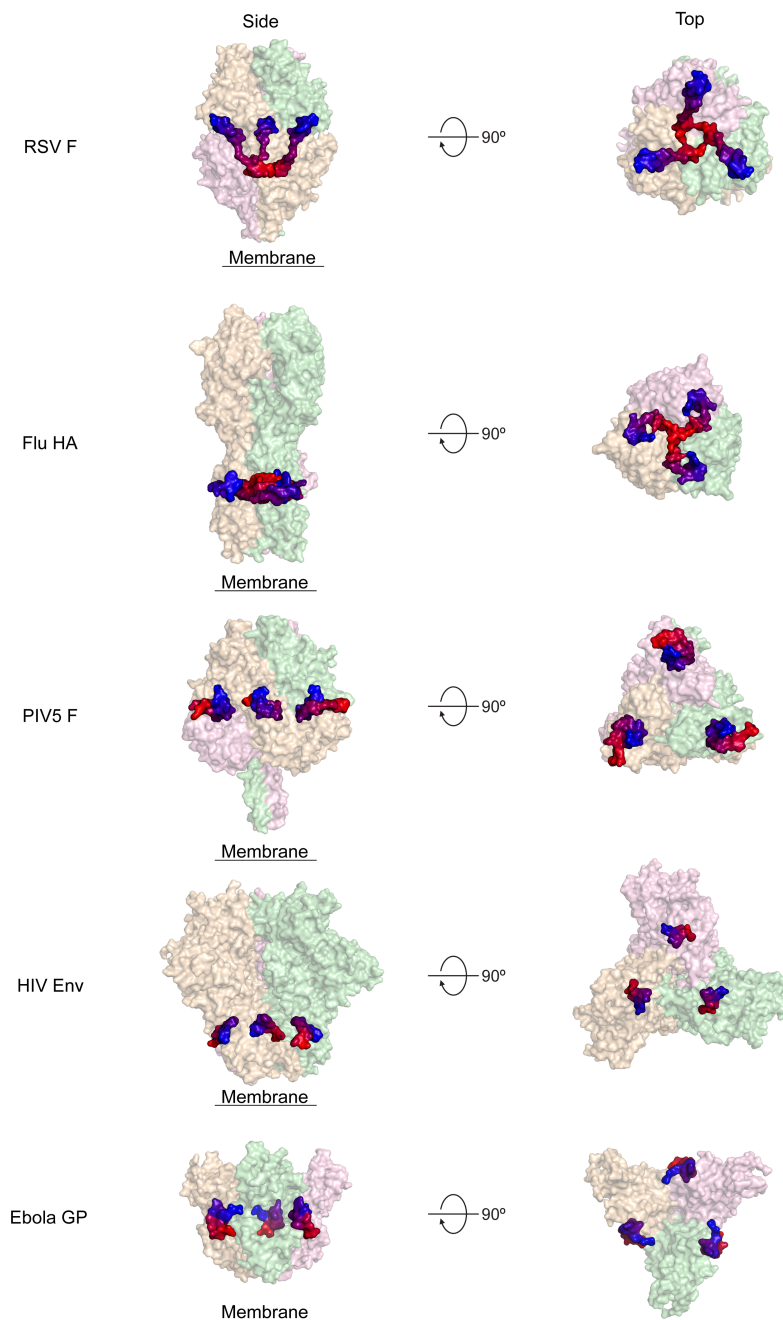 Side
Top
RSV F
90º
Membrane
Flu HA
90º
Membrane
PIV5 F
90º
Membrane
HIV Env
90º
Membrane
Ebola GP
90º
Membrane